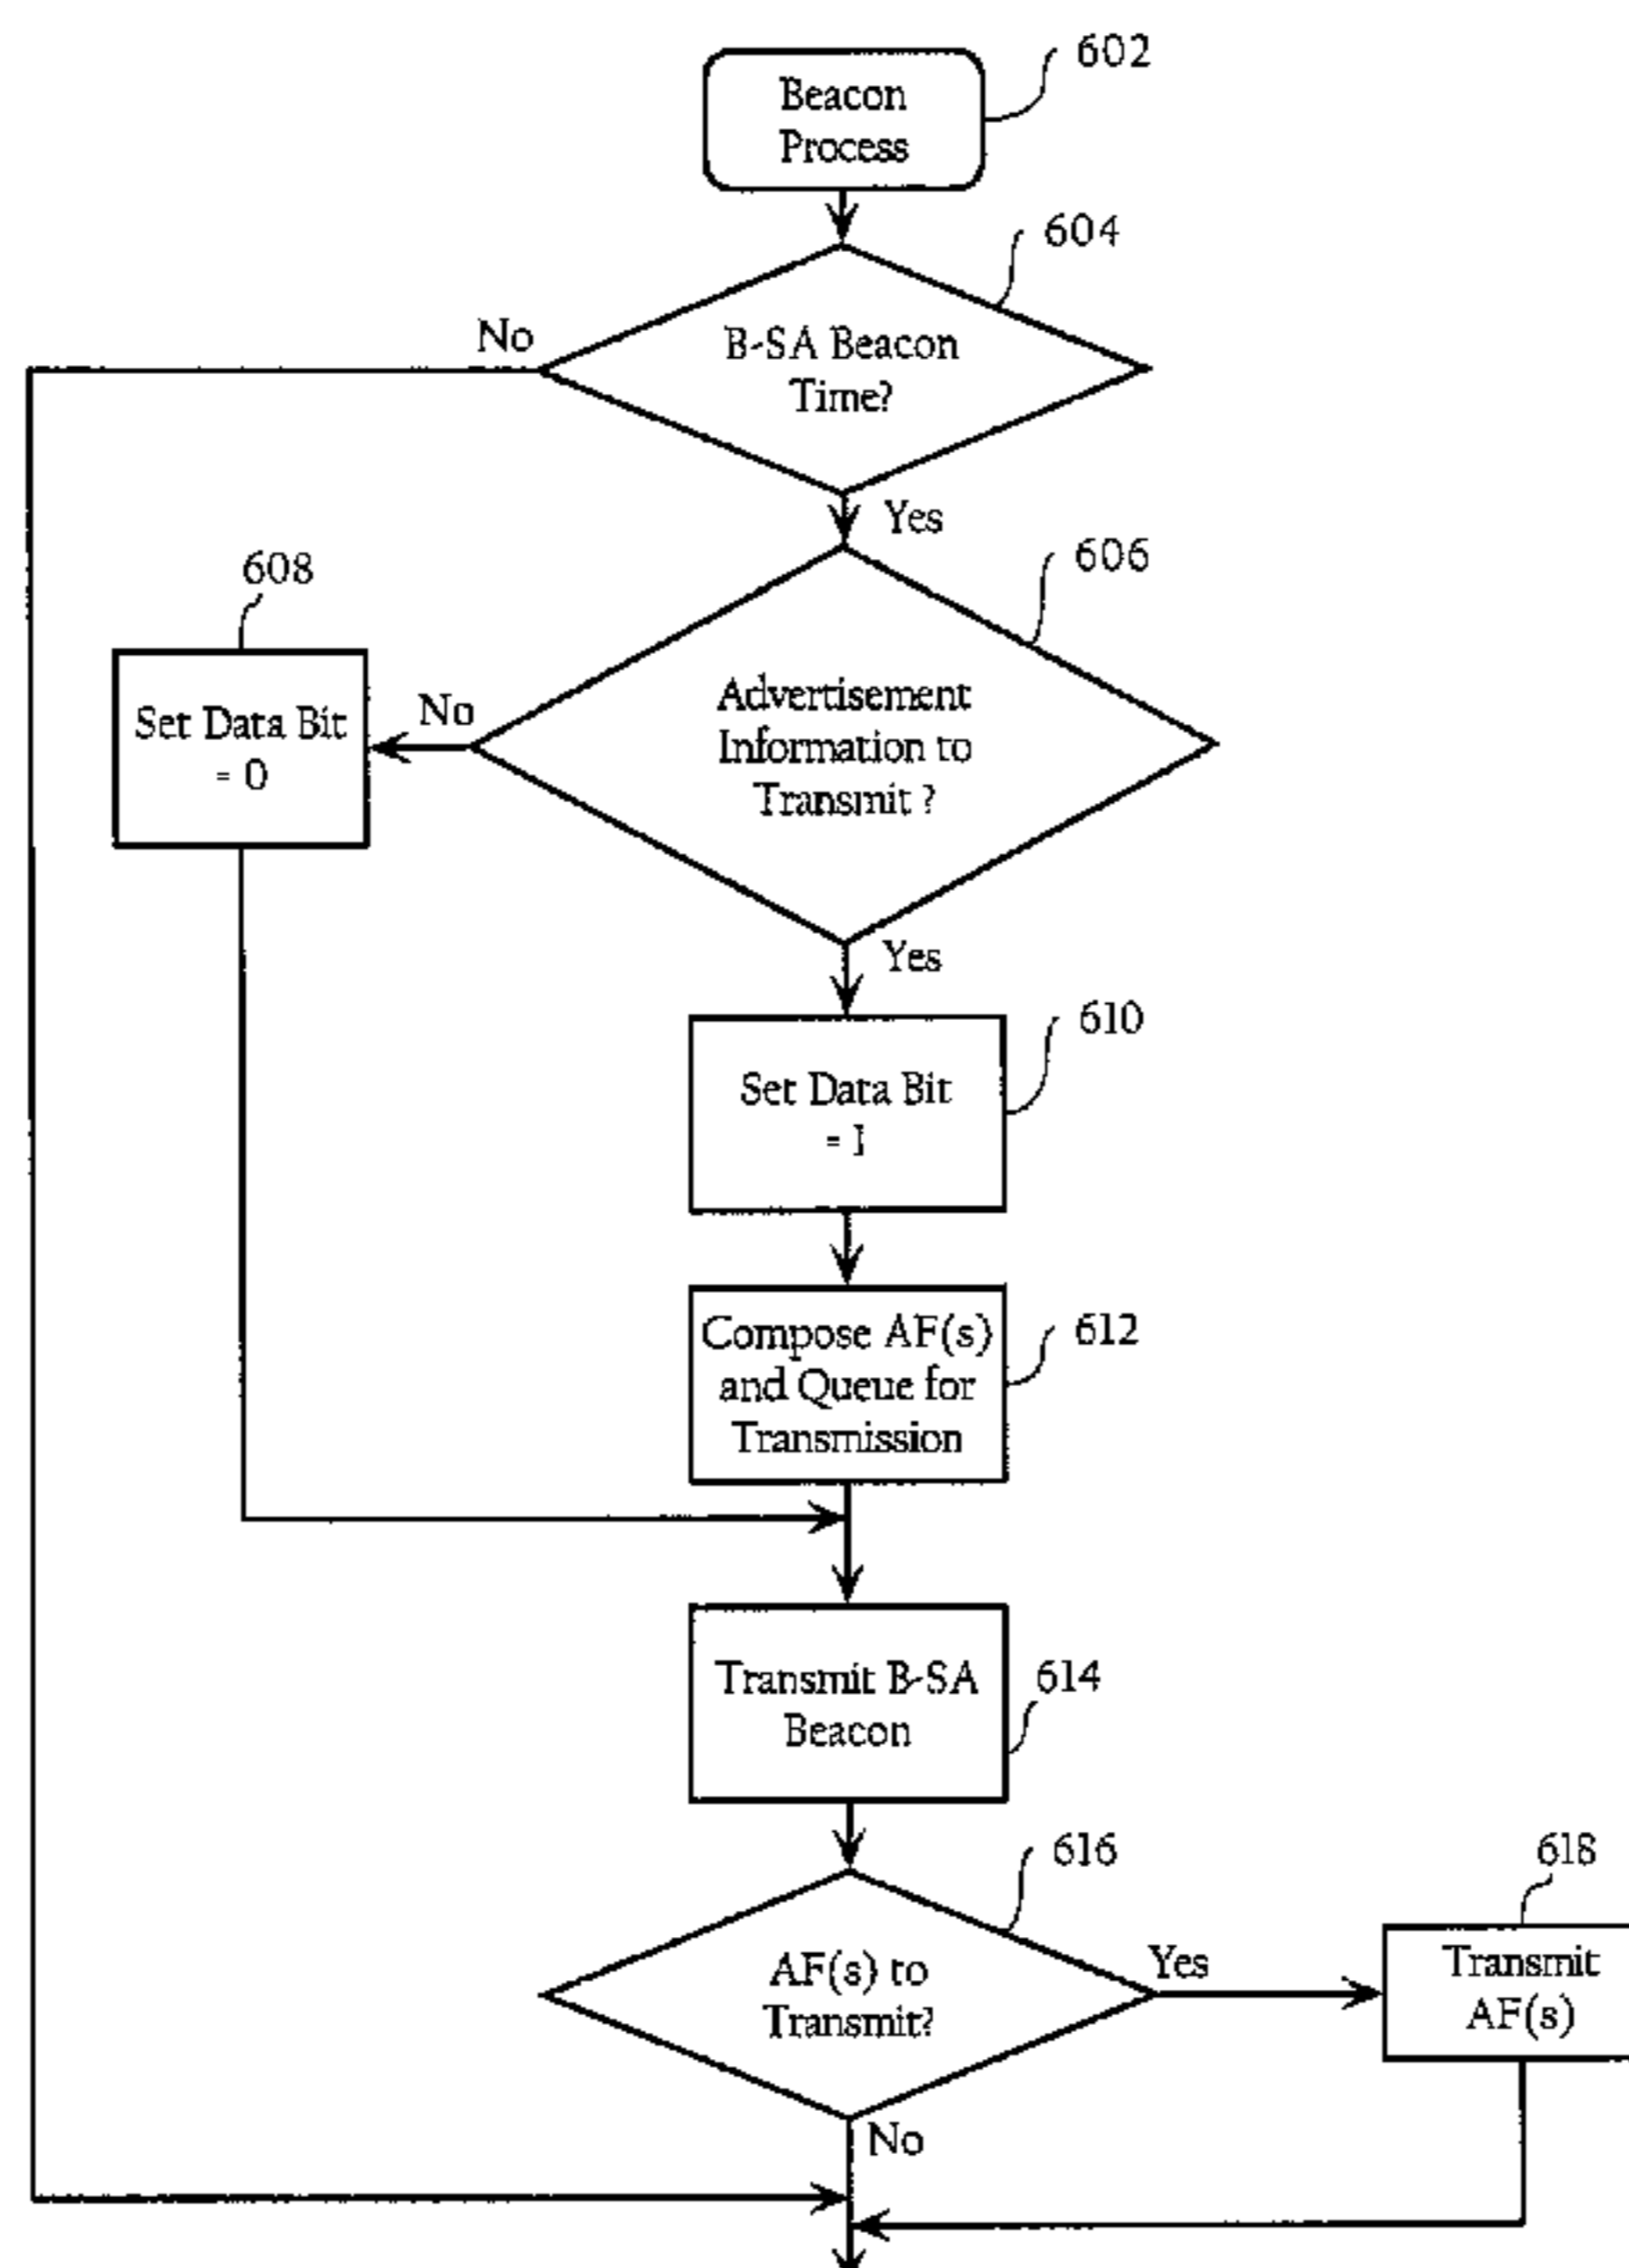 602
Beacon
Process
604
No
B-SA Beacon
Time?
Yes
606
608
Set Data Bit
= 0
No
Advertisement
Information to
Transmit ?
Yes
610
Set Data Bit
= 1
612
Compose AF(s)
and Queue for
Transmission
614
Transmit B-SA
Beacon
616
618
AF(s) to
Transmit?
Yes
Transmit
AF(s)
No